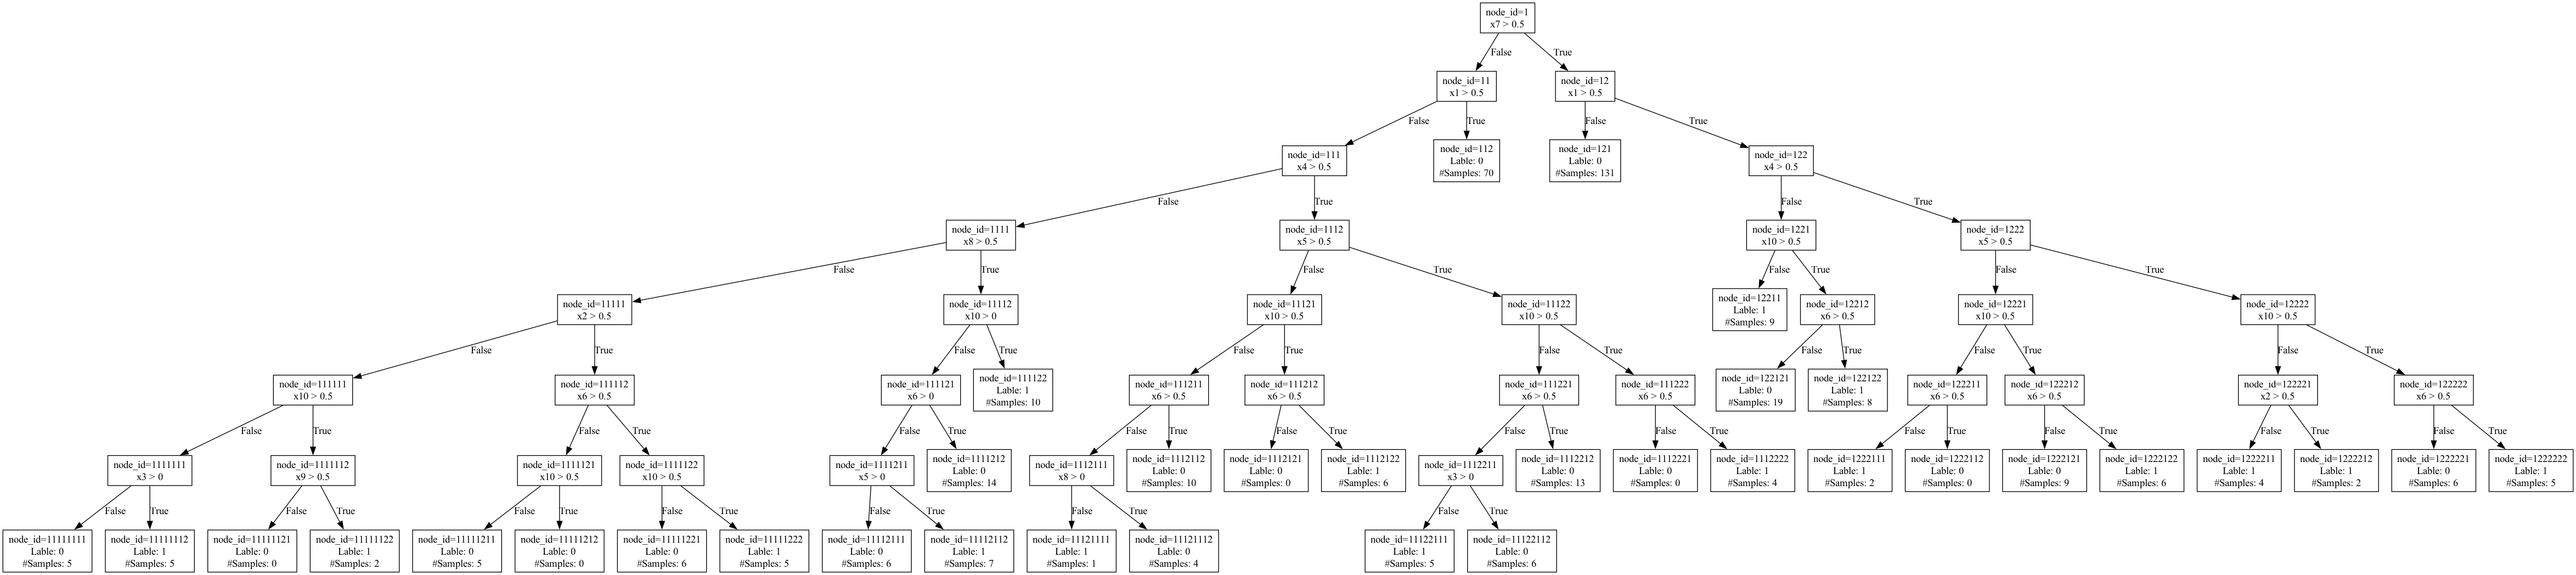 node_id=1
x7 > 0.5
False
True
node_id=11
x1 > 0.5
node_id=12
x1 > 0.5
False
True
False
True
node_id=111
x4 > 0.5
node_id=112
Lable: 0
#Samples: 70
node_id=121
Lable: 0
#Samples: 131
node_id=122
x4 > 0.5
False
True
False
True
node_id=1111
x8 > 0.5
node_id=1112
x5 > 0.5
node_id=1221
x10 > 0.5
node_id=1222
x5 > 0.5
False
True
False
True
False
True
False
True
node_id=11111
x2 > 0.5
node_id=11112
x10 > 0
node_id=11121
x10 > 0.5
node_id=11122
x10 > 0.5
node_id=12211
Lable: 1
#Samples: 9
node_id=12212
x6 > 0.5
node_id=12221
x10 > 0.5
node_id=12222
x10 > 0.5
False
True
False
True
False
True
False
True
False
True
False
True
False
True
node_id=111111
x10 > 0.5
node_id=111112
x6 > 0.5
node_id=111121
x6 > 0
node_id=111122
Lable: 1
#Samples: 10
node_id=111211
x6 > 0.5
node_id=111212
x6 > 0.5
node_id=111221
x6 > 0.5
node_id=111222
x6 > 0.5
node_id=122121
Lable: 0
#Samples: 19
node_id=122122
Lable: 1
#Samples: 8
node_id=122211
x6 > 0.5
node_id=122212
x6 > 0.5
node_id=122221
x2 > 0.5
node_id=122222
x6 > 0.5
False
True
False
True
False
True
False
True
False
True
False
True
False
True
False
True
False
True
False
True
False
True
node_id=1111111
x3 > 0
node_id=1111112
x9 > 0.5
node_id=1111121
x10 > 0.5
node_id=1111122
x10 > 0.5
node_id=1111211
x5 > 0
node_id=1111212
Lable: 0
#Samples: 14
node_id=1112111
x8 > 0
node_id=1112112
Lable: 0
#Samples: 10
node_id=1112121
Lable: 0
#Samples: 0
node_id=1112122
Lable: 1
#Samples: 6
node_id=1112211
x3 > 0
node_id=1112212
Lable: 0
#Samples: 13
node_id=1112221
Lable: 0
#Samples: 0
node_id=1112222
Lable: 1
#Samples: 4
node_id=1222111
Lable: 1
#Samples: 2
node_id=1222112
Lable: 0
#Samples: 0
node_id=1222121
Lable: 0
#Samples: 9
node_id=1222122
Lable: 1
#Samples: 6
node_id=1222211
Lable: 1
#Samples: 4
node_id=1222212
Lable: 1
#Samples: 2
node_id=1222221
Lable: 0
#Samples: 6
node_id=1222222
Lable: 1
#Samples: 5
False
True
False
True
False
True
False
True
False
True
False
True
False
True
node_id=11111111
Lable: 0
#Samples: 5
node_id=11111112
Lable: 1
#Samples: 5
node_id=11111121
Lable: 0
#Samples: 0
node_id=11111122
Lable: 1
#Samples: 2
node_id=11111211
Lable: 0
#Samples: 5
node_id=11111212
Lable: 0
#Samples: 0
node_id=11111221
Lable: 0
#Samples: 6
node_id=11111222
Lable: 1
#Samples: 5
node_id=11112111
Lable: 0
#Samples: 6
node_id=11112112
Lable: 1
#Samples: 7
node_id=11121111
Lable: 1
#Samples: 1
node_id=11121112
Lable: 0
#Samples: 4
node_id=11122111
Lable: 1
#Samples: 5
node_id=11122112
Lable: 0
#Samples: 6